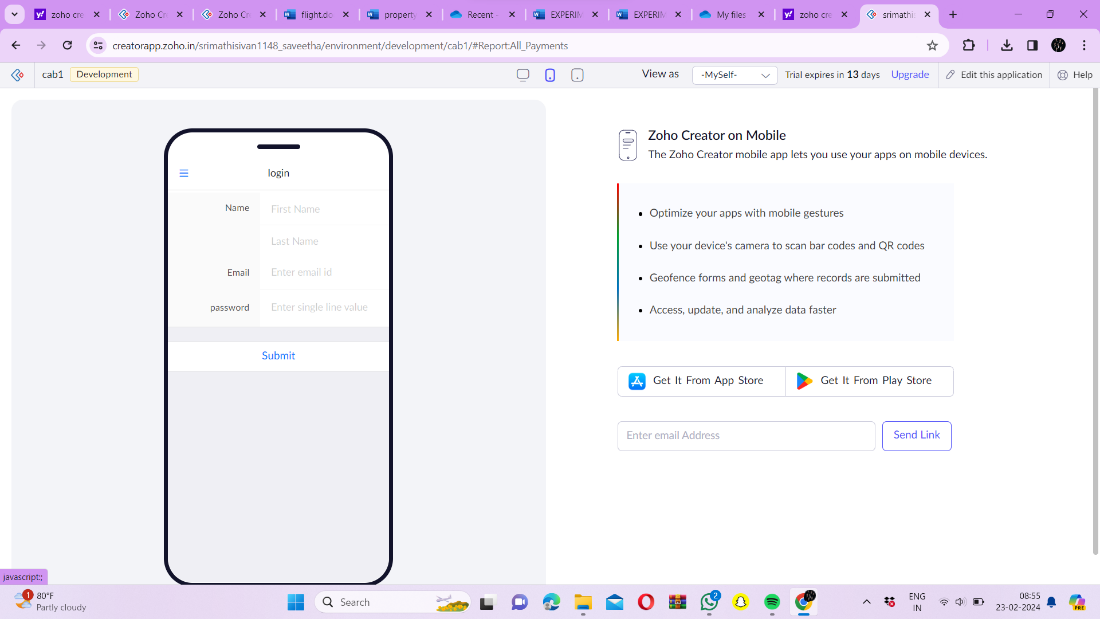 zoho cre
Zoho Cr
Zoho Cr
flight.do
property
Recent -
EXPERIM
EXPERIM
My files
zoho cre
srimathis
creatorapp.zoho.in/srimathisivan1148_saveetha/environment/development/cab1/#Report:All_Payments
cab1 Development
View as -MySelf- Trial expires in 13 days Upgrade Edit this application Help
login
Name First Name
Last Name
Email Enter email id
password Enter single line value
Submit
Zoho Creator on Mobile
The Zoho Creator mobile app lets you use your apps on mobile devices.
• Optimize your apps with mobile gestures
• Use your device's camera to scan bar codes and QR codes
• Geofence forms and geotag where records are submitted
• Access, update, and analyze data faster
Get It From App Store Get It From Play Store
Enter email Address Send Link
javascript:;
1
80°F
Partly cloudy
Search
2
ENG
IN
08:55
23-02-2024
PRE